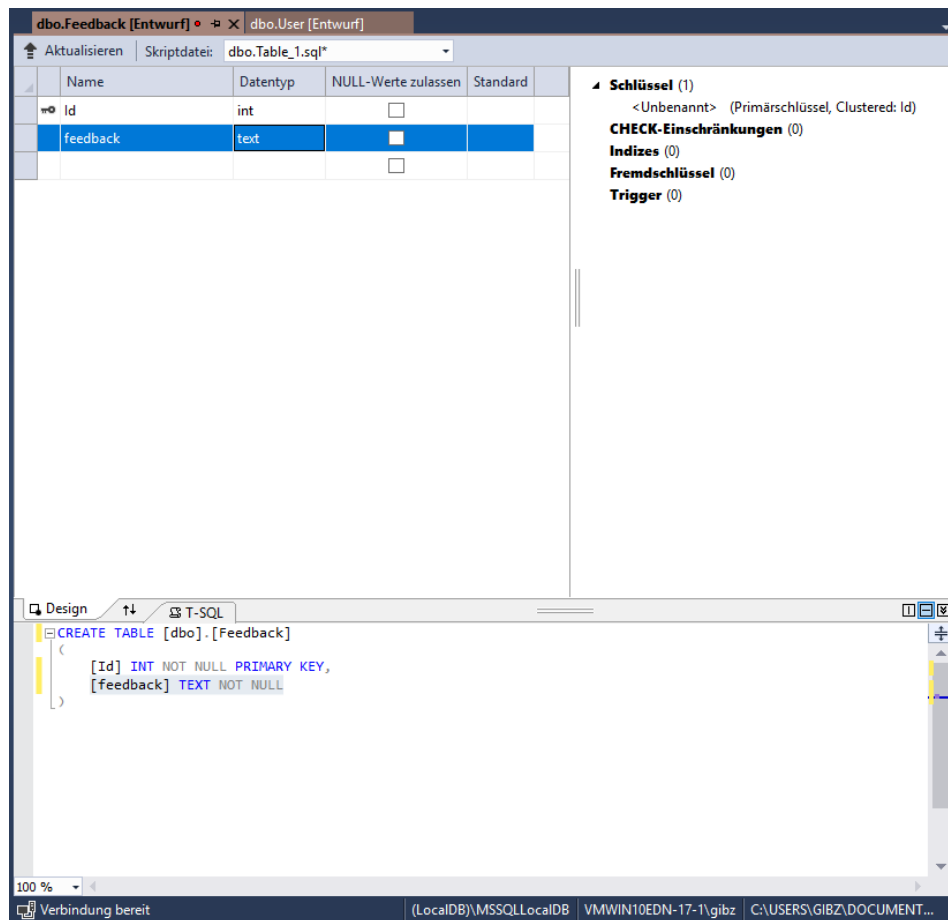 dbo.Feedback [Entwurf] dbo.User [Entwurf]
Aktualisieren Skriptdatei: dbo.Table_1.sql*
Name Datentyp NULL-Werte zulassen Standard
Id int
feedback text
Schlüssel (1)
<Unbenannt> (Primärschlüssel, Clustered: Id)
CHECK-Einschränkungen (0)
Indizes (0)
Fremdschlüssel (0)
Trigger (0)
Design T-SQL
CREATE TABLE [dbo].[Feedback]
(
[Id] INT NOT NULL PRIMARY KEY,
[feedback] TEXT NOT NULL
)
100 %
Verbindung bereit (LocalDB)\MSSQLLocalDB VMWIN10EDN-17-1\gibz C:\USERS\GIBZ\DOCUMENT...